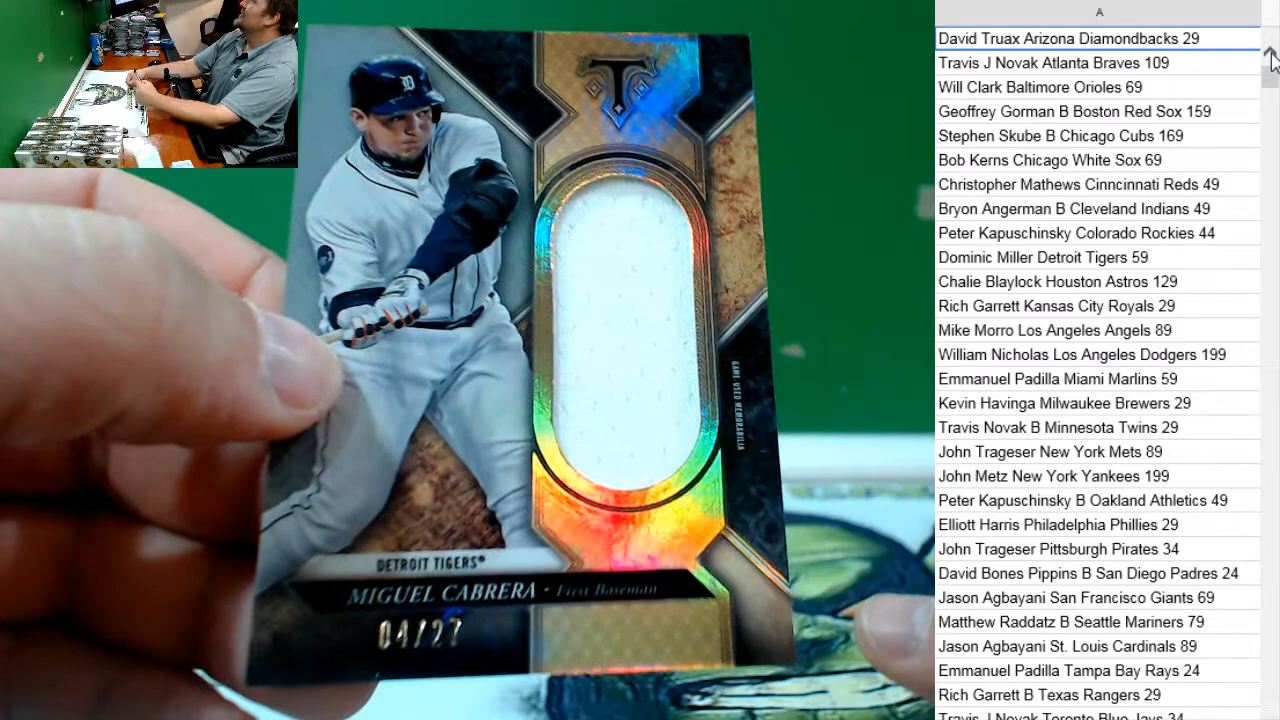 D
T
GAME-USED MEMORABILIA
DETROIT TIGERS®
MIGUEL CABRERA • First Baseman
04/27
A
David Truax Arizona Diamondbacks 29
Travis J Novak Atlanta Braves 109
Will Clark Baltimore Orioles 69
Geoffrey Gorman B Boston Red Sox 159
Stephen Skube B Chicago Cubs 169
Bob Kerns Chicago White Sox 69
Christopher Mathews Cinncinnati Reds 49
Bryon Angerman B Cleveland Indians 49
Peter Kapuschinsky Colorado Rockies 44
Dominic Miller Detroit Tigers 59
Chalie Blaylock Houston Astros 129
Rich Garrett Kansas City Royals 29
Mike Morro Los Angeles Angels 89
William Nicholas Los Angeles Dodgers 199
Emmanuel Padilla Miami Marlins 59
Kevin Havinga Milwaukee Brewers 29
Travis Novak B Minnesota Twins 29
John Trageser New York Mets 89
John Metz New York Yankees 199
Peter Kapuschinsky B Oakland Athletics 49
Elliott Harris Philadelphia Phillies 29
John Trageser Pittsburgh Pirates 34
David Bones Pippins B San Diego Padres 24
Jason Agbayani San Francisco Giants 69
Matthew Raddatz B Seattle Mariners 79
Jason Agbayani St. Louis Cardinals 89
Emmanuel Padilla Tampa Bay Rays 24
Rich Garrett B Texas Rangers 29
Travis J Novak Toronto Blue Jays 34